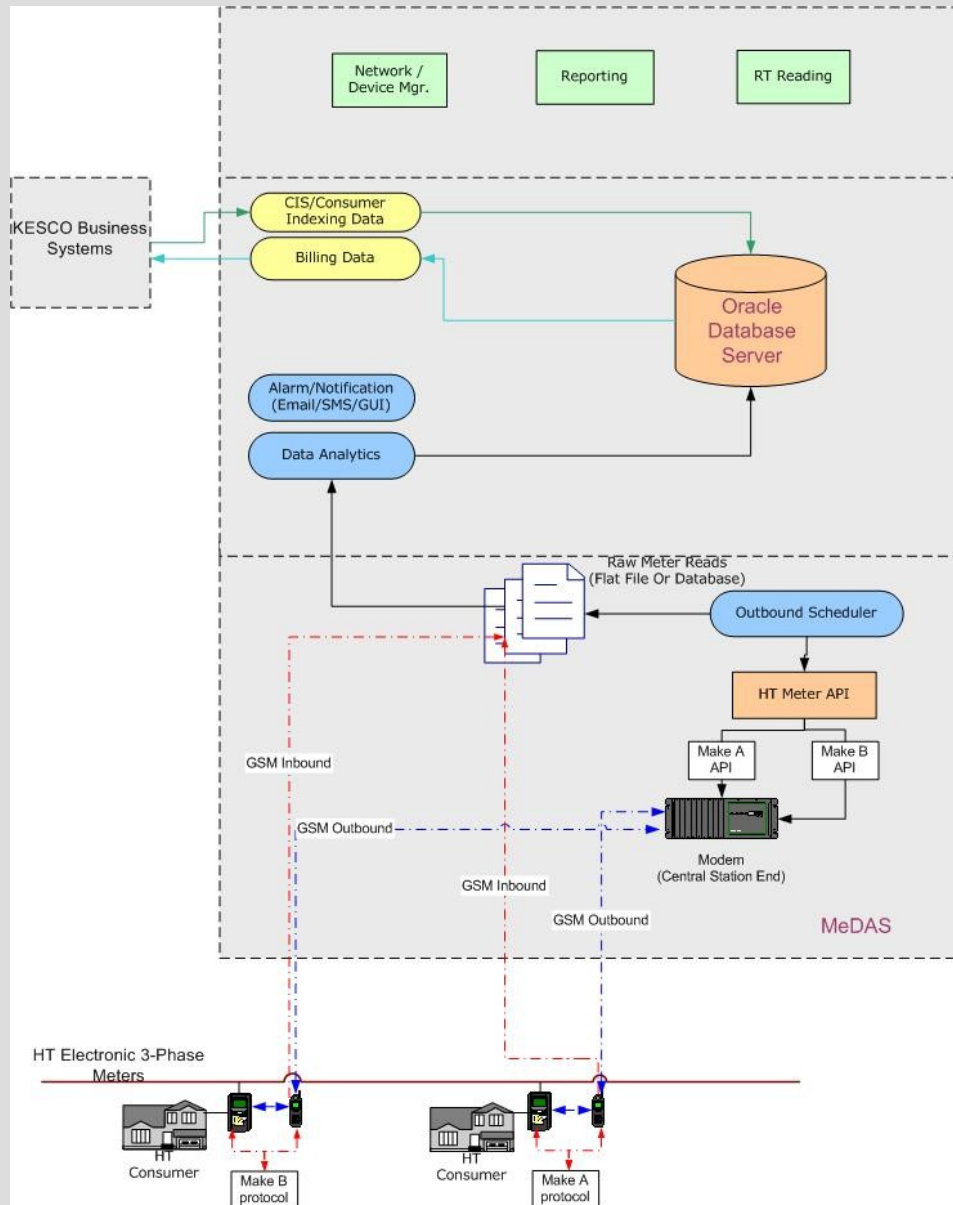 Network /
Device Mgr.
Reporting
RT Reading
KESCO Business
Systems
CIS/Consumer
Indexing Data
Billing Data
Oracle
Database
Server
Alarm/Notification
(Email/SMS/GUI)
Data Analytics
Raw Meter Reads
(Flat File Or Database)
Outbound Scheduler
HT Meter API
Make A
API
Make B
API
GSM Inbound
GSM Outbound
Modem
(Central Station End)
GSM Inbound
GSM Outbound
MeDAS
HT Electronic 3-Phase
Meters
HT
Consumer
Make B
protocol
HT
Consumer
Make A
protocol